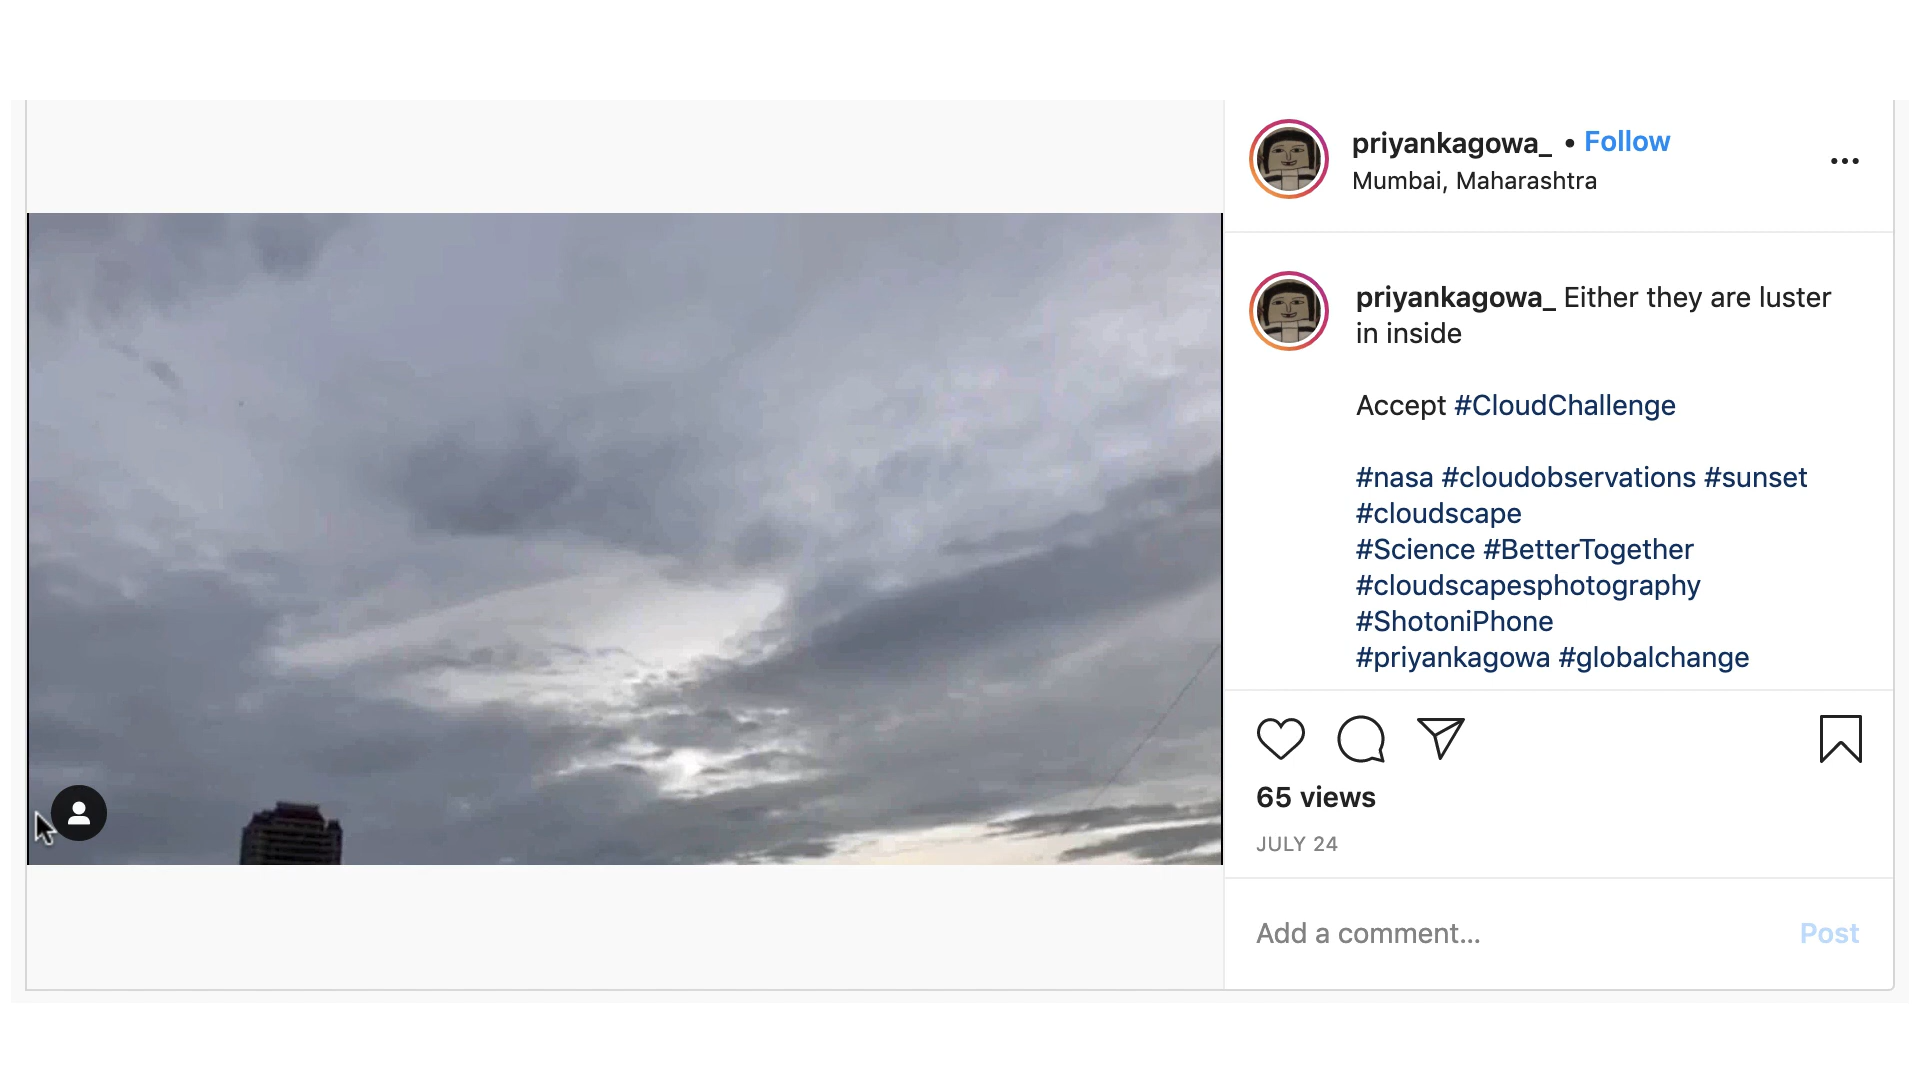 priyankagowa_ • Follow
Mumbai, Maharashtra
priyankagowa_ Either they are luster
in inside
Accept #CloudChallenge
#nasa #cloudobservations #sunset
#cloudscape
#Science #BetterTogether
#cloudscapesphotography
#ShotoniPhone
#priyankagowa #globalchange
65 views
JULY 24
Add a comment...
Post